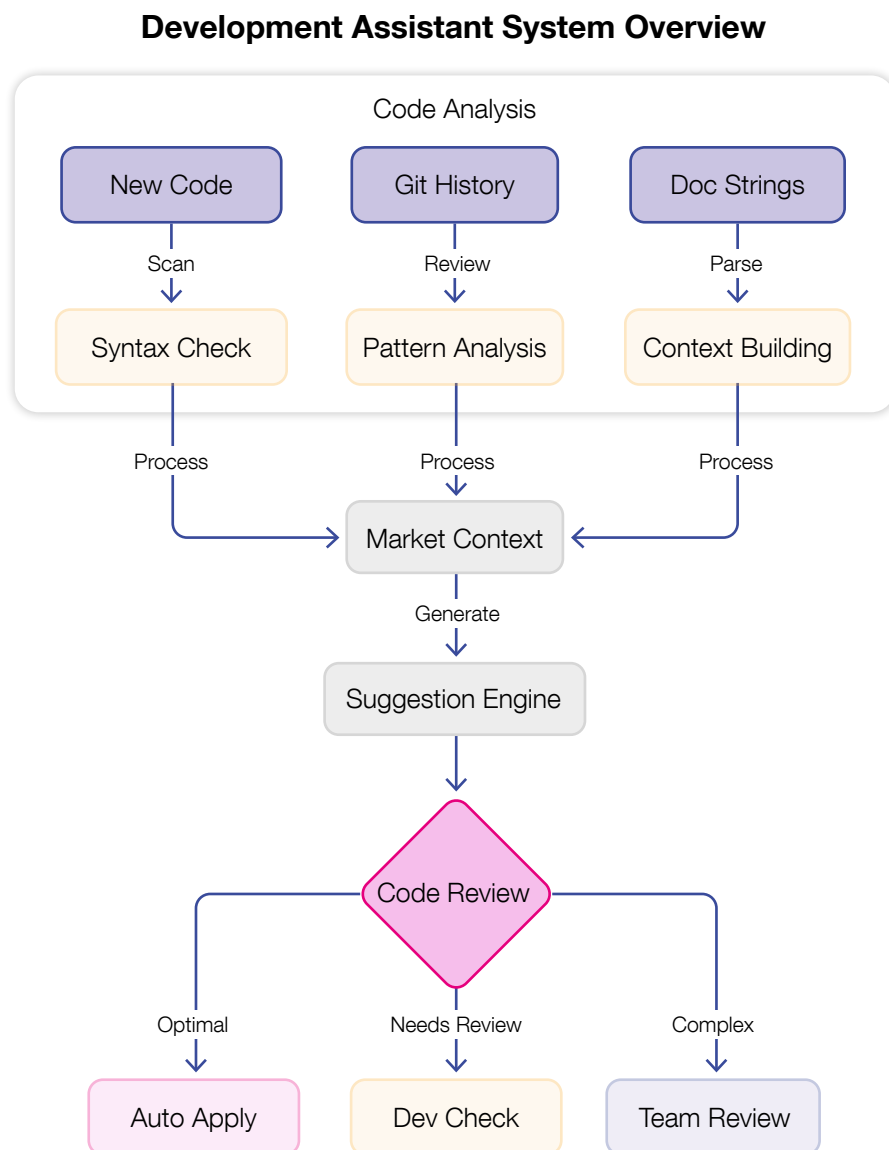 Development Assistant System Overview
Code Analysis
New Code
Git History
Doc Strings
Scan
Review
Parse
Syntax Check
Pattern Analysis
Context Building
Process
Process
Process
Market Context
Generate
Suggestion Engine
Code Review
Optimal
Needs Review
Complex
Auto Apply
Dev Check
Team Review